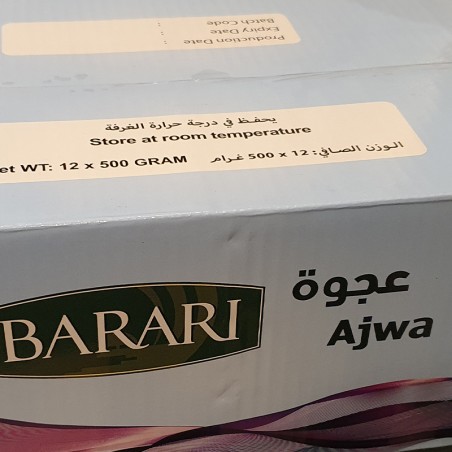 Production Date :
Expiry Date :
Batch Code :
يحفظ في درجة حرارة الغرفة
Store at room temperature
et WT: 12 x 500 GRAM الوزن الصافي: 12 x 500 غرام
BARARI
عجوة
Ajwa